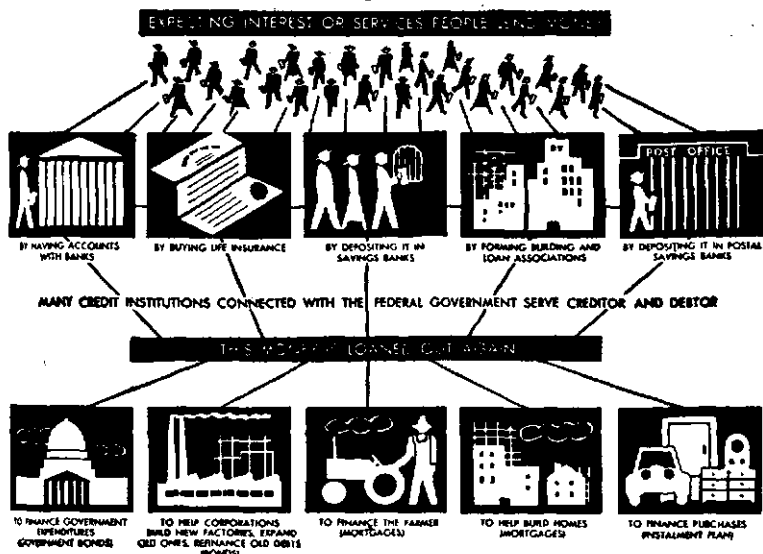 EXPECTING INTEREST OR SERVICES PEOPLE LEND MONEY
POST OFFICE
BY HAVING ACCOUNTS
WITH BANKS
BY BUYING LIFE INSURANCE
BY DEPOSITING IT IN
SAVINGS BANKS
BY FORMING BUILDING AND
LOAN ASSOCIATIONS
BY DEPOSITING IT IN POSTAL
SAVINGS BANKS
MANY CREDIT INSTITUTIONS CONNECTED WITH THE FEDERAL GOVERNMENT SERVE CREDITOR AND DEBTOR
THIS MONEY IS LOANED OUT AGAIN
TO FINANCE GOVERNMENT
EXPENDITURES
(GOVERNMENT BONDS)
TO HELP CORPORATIONS
BUILD NEW FACTORIES, EXPAND
OLD ONES, REFINANCE OLD DEBTS
(BONDS)
TO FINANCE THE FARMER
(MORTGAGES)
TO HELP BUILD HOMES
(MORTGAGES)
TO FINANCE PURCHASES
(INSTALMENT PLAN)